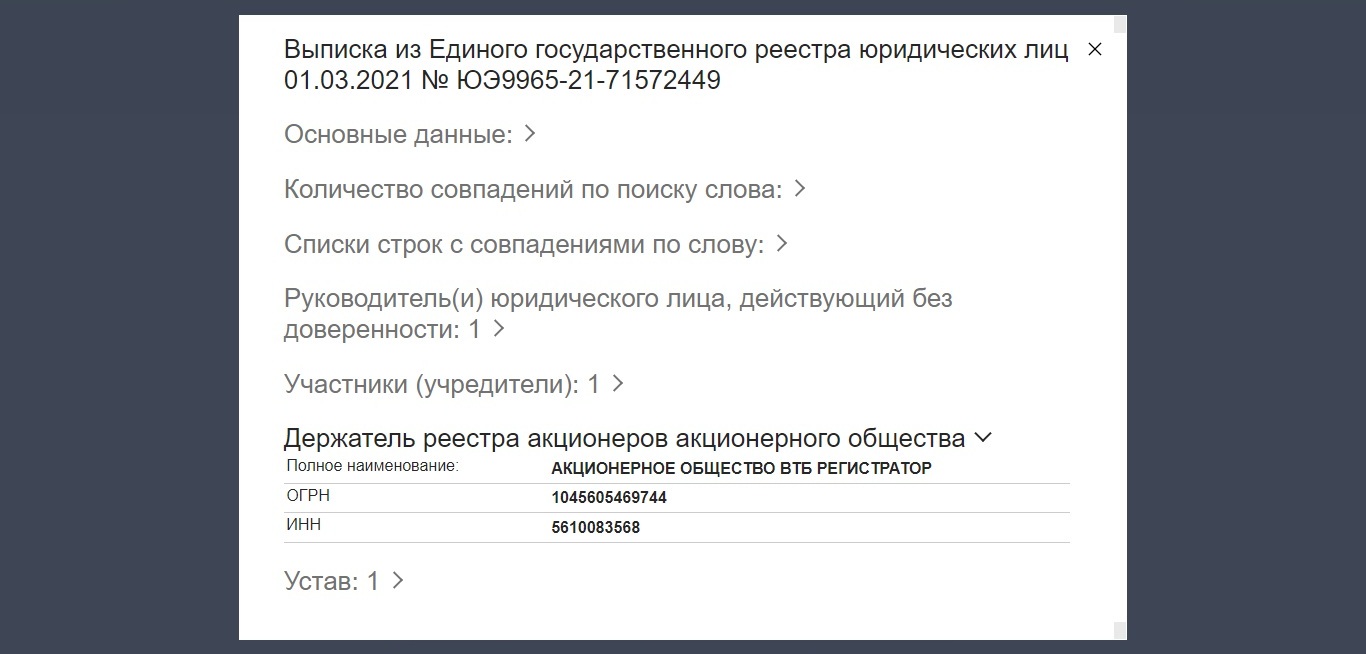 Выписка из Единого государственного реестра юридических лиц
01.03.2021 № ЮЭ9965-21-71572449
Основные данные:
Количество совпадений по поиску слова:
Списки строк с совпадениями по слову:
Руководитель(и) юридического лица, действующий без
доверенности: 1
Участники (учредители): 1
Держатель реестра акционеров акционерного общества
Полное наименование: АКЦИОНЕРНОЕ ОБЩЕСТВО ВТБ РЕГИСТРАТОР
ОГРН 1045605469744
ИНН 5610083568
Устав: 1